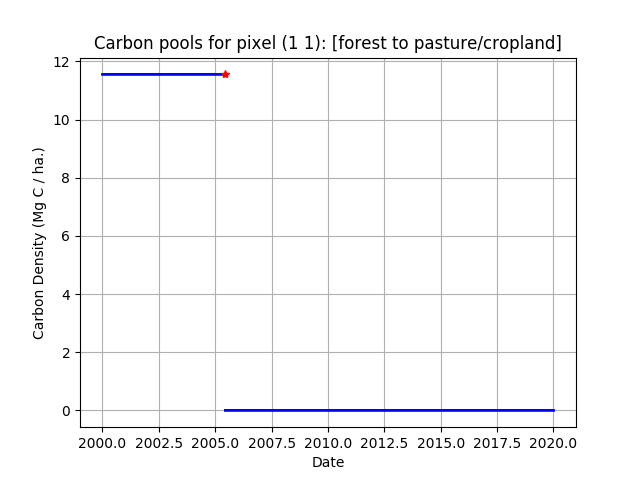 Carbon pools for pixel (1 1): [forest to pasture/cropland]
12
10
8
6
4
2
0
Carbon Density (Mg C / ha.)
2000.0 2002.5 2005.0 2007.5 2010.0 2012.5 2015.0 2017.5 2020.0
Date